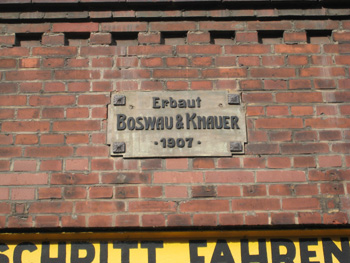 Erbaut
BOSWAU & KNAUER
· 1907 ·
SCHRITT FAHREN